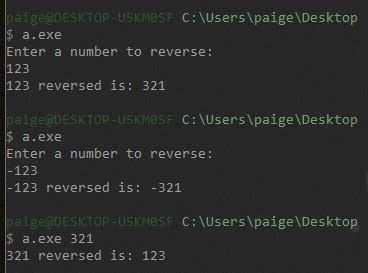 paige@DESKTOP-U5KM0SF C:\Users\paige\Desktop
$ a.exe
Enter a number to reverse:
123
123 reversed is: 321
paige@DESKTOP-U5KM0SF C:\Users\paige\Desktop
$ a.exe
Enter a number to reverse:
-123
-123 reversed is: -321
paige@DESKTOP-U5KM0SF C:\Users\paige\Desktop
$ a.exe 321
321 reversed is: 123